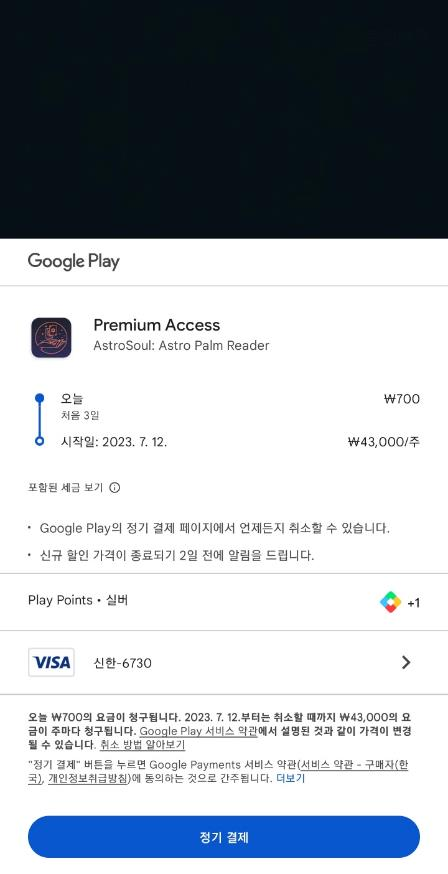 Google Play
Premium Access
AstroSoul: Astro Palm Reader
오늘 ₩700
처음 3일
시작일: 2023. 7. 12. ₩43,000/주
포함된 세금 보기
• Google Play의 정기 결제 페이지에서 언제든지 취소할 수 있습니다.
• 신규 할인 가격이 종료되기 2일 전에 알림을 드립니다.
Play Points • 실버 +1
VISA 신한-6730
오늘 ₩700의 요금이 청구됩니다. 2023. 7. 12.부터는 취소할 때까지 ₩43,000의 요
금이 주마다 청구됩니다. Google Play 서비스 약관에서 설명된 것과 같이 가격이 변경
될 수 있습니다. 취소 방법 알아보기
"정기 결제" 버튼을 누르면 Google Payments 서비스 약관(서비스 약관 - 구매자(한
국), 개인정보취급방침)에 동의하는 것으로 간주됩니다. 더보기
정기 결제